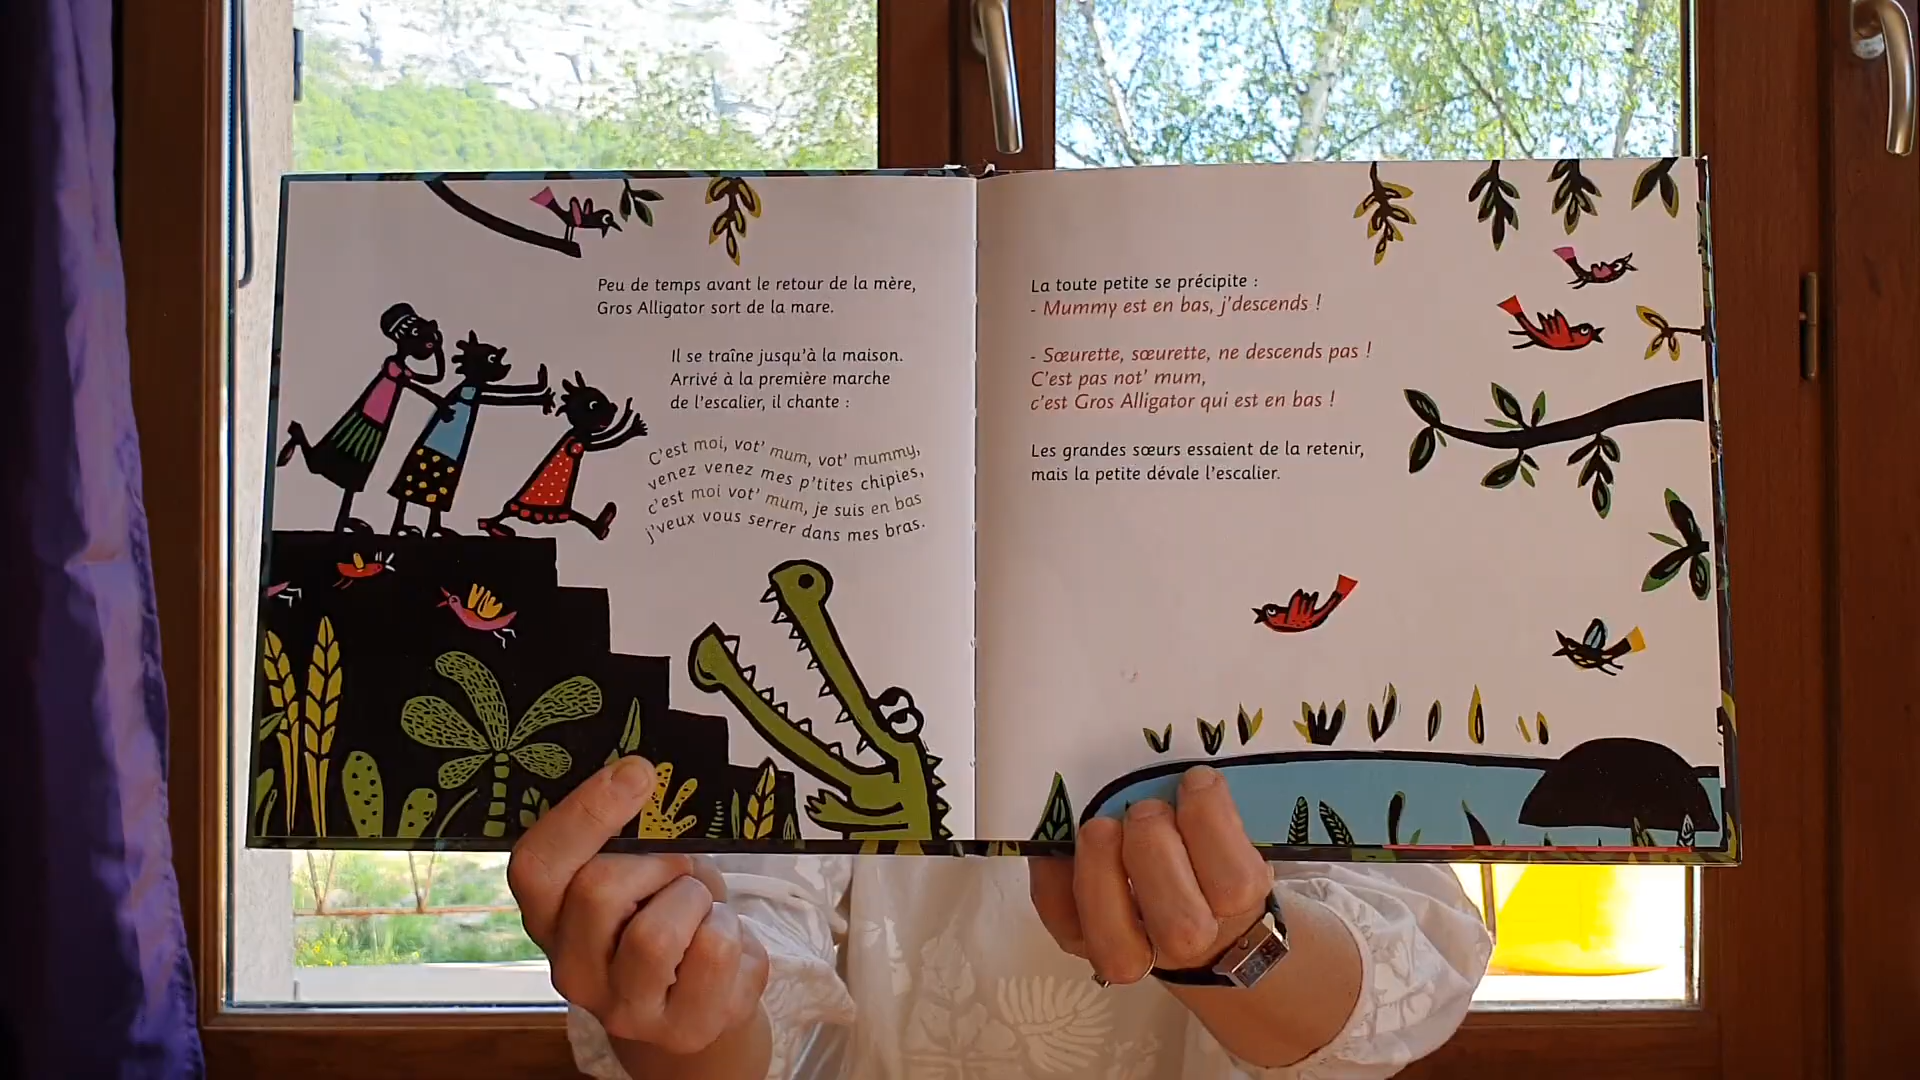 Peu de temps avant le retour de la mère,
Gros Alligator sort de la mare.
Il se traîne jusqu'à la maison.
Arrivé à la première marche
de l'escalier, il chante :
C'est moi, vot' mum, vot' mummy,
venez venez mes p'tites chipies,
c'est moi vot' mum, je suis en bas
j'veux vous serrer dans mes bras.
La toute petite se précipite :
- Mummy est en bas, j'descends !
- Sœurette, sœurette, ne descends pas !
C'est pas not' mum,
c'est Gros Alligator qui est en bas !
Les grandes sœurs essaient de la retenir,
mais la petite dévale l'escalier.